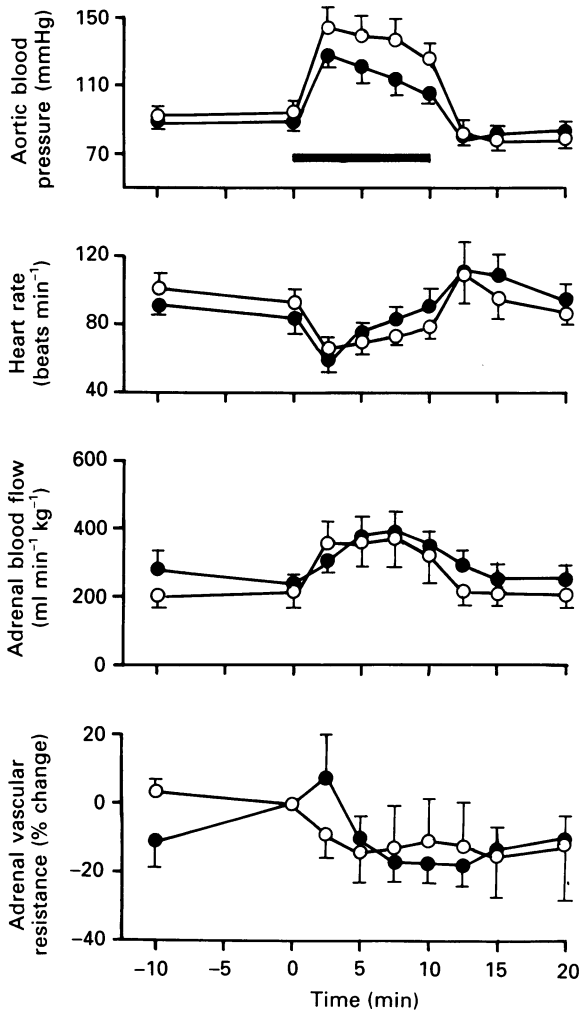 Aortic blood
pressure (mmHg)
150
110
70
Heart rate
(beats min⁻¹)
120
80
40
Adrenal blood flow
(ml min⁻¹ kg⁻¹)
600
400
200
0
Adrenal vascular
resistance (% change)
20
0
−20
−40
−10 −5 0 5 10 15 20
Time (min)